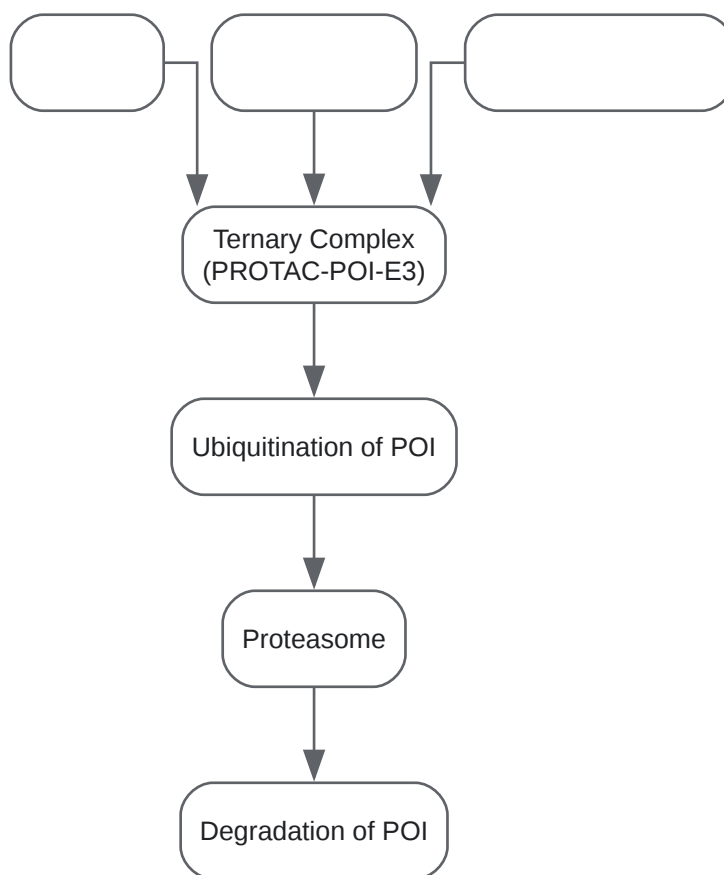 Ternary Complex
(PROTAC-POI-E3)
Ubiquitination of POI
Proteasome
Degradation of POI